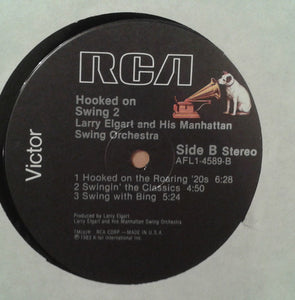 RCA
Hooked on
Swing 2
Larry Elgart and His Manhattan
Swing Orchestra
Side B Stereo
AFL1-4589-B
Victor
1 Hooked on the Roaring '20s 6:28
2 Swingin' the Classics 4:50
3 Swing with Bing 5:24
Produced by Larry Elgart
Larry Elgart and His Manhattan Swing Orchestra
RCA CORP.—MADE IN U.S.A.